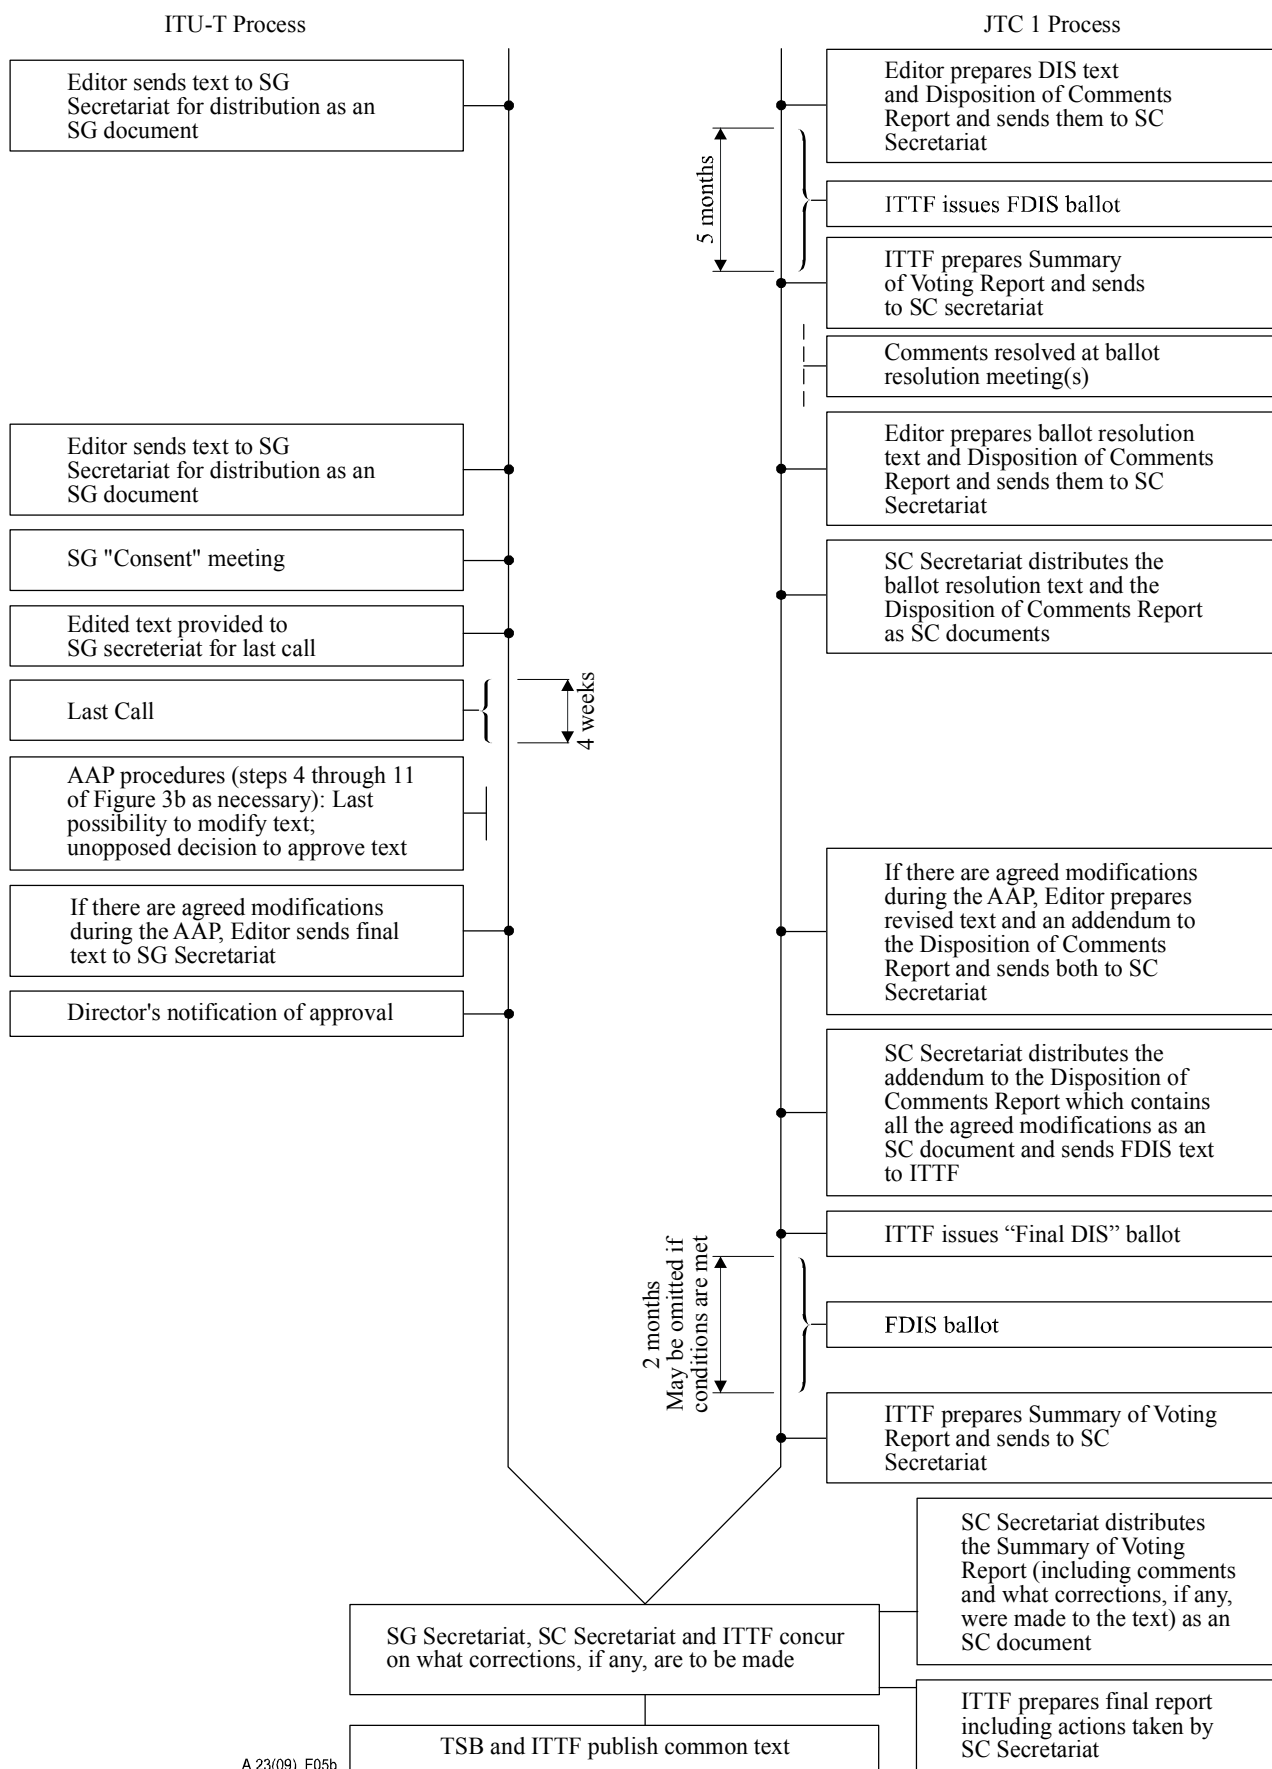 ITU-T Process
JTC 1 Process
Editor sends text to SG
Secretariat for distribution as an
SG document
Editor prepares DIS text
and Disposition of Comments
Report and sends them to SC
Secretariat
5 months
ITTF issues FDIS ballot
ITTF prepares Summary
of Voting Report and sends
to SC secretariat
Comments resolved at ballot
resolution meeting(s)
Editor sends text to SG
Secretariat for distribution as an
SG document
Editor prepares ballot resolution
text and Disposition of Comments
Report and sends them to SC
Secretariat
SG "Consent" meeting
SC Secretariat distributes the
ballot resolution text and the
Disposition of Comments Report
as SC documents
Edited text provided to
SG secreteriat for last call
Last Call
4 weeks
AAP procedures (steps 4 through 11
of Figure 3b as necessary): Last
possibility to modify text;
unopposed decision to approve text
If there are agreed modifications
during the AAP, Editor sends final
text to SG Secretariat
If there are agreed modifications
during the AAP, Editor prepares
revised text and an addendum to
the Disposition of Comments
Report and sends both to SC
Secretariat
Director's notification of approval
SC Secretariat distributes the
addendum to the Disposition of
Comments Report which contains
all the agreed modifications as an
SC document and sends FDIS text
to ITTF
ITTF issues “Final DIS” ballot
2 months
May be omitted if
conditions are met
FDIS ballot
ITTF prepares Summary of Voting
Report and sends to SC
Secretariat
SC Secretariat distributes
the Summary of Voting
Report (including comments
and what corrections, if any,
were made to the text) as an
SC document
SG Secretariat, SC Secretariat and ITTF concur
on what corrections, if any, are to be made
ITTF prepares final report
including actions taken by
SC Secretariat
TSB and ITTF publish common text
A.23(09)_F05b